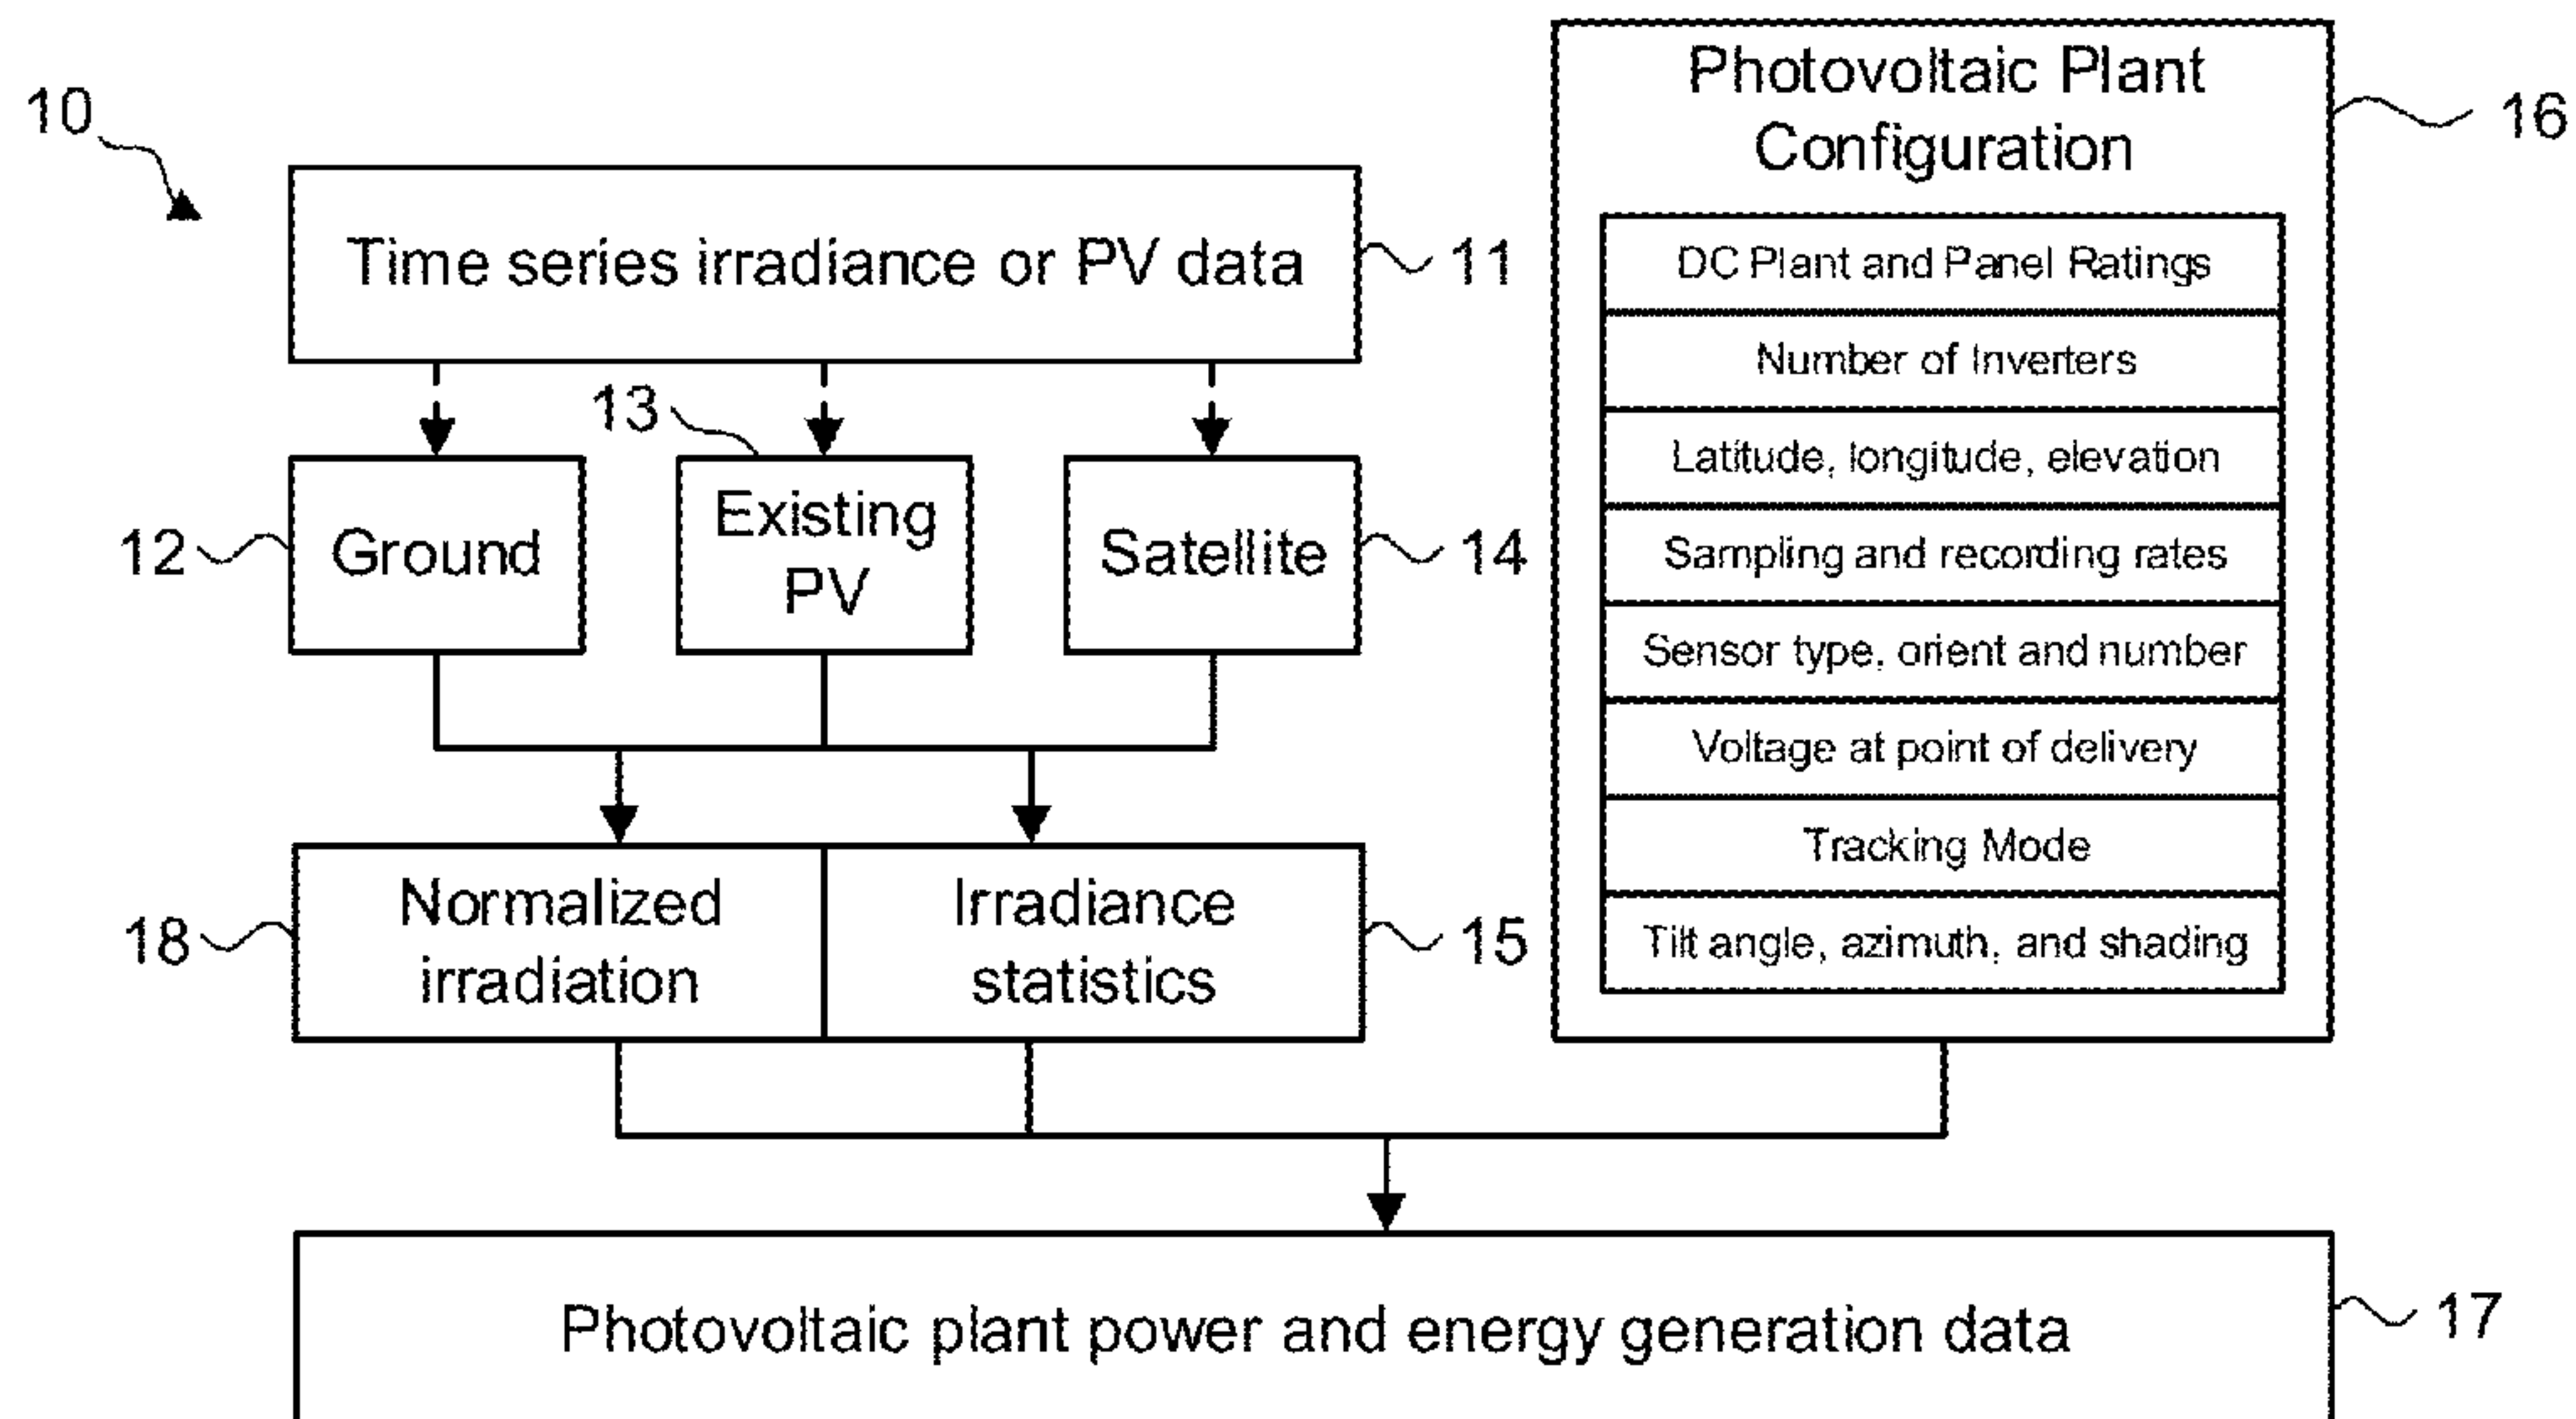 10
Time series irradiance or PV data
11
12
Ground
13
Existing
PV
Satellite
14
18
Normalized
irradiation
Irradiance
statistics
15
Photovoltaic Plant
Configuration
16
DC Plant and Panel Ratings
Number of Inverters
Latitude, longitude, elevation
Sampling and recording rates
Sensor type, orient and number
Voltage at point of delivery
Tracking Mode
Tilt angle, azimuth, and shading
Photovoltaic plant power and energy generation data
17